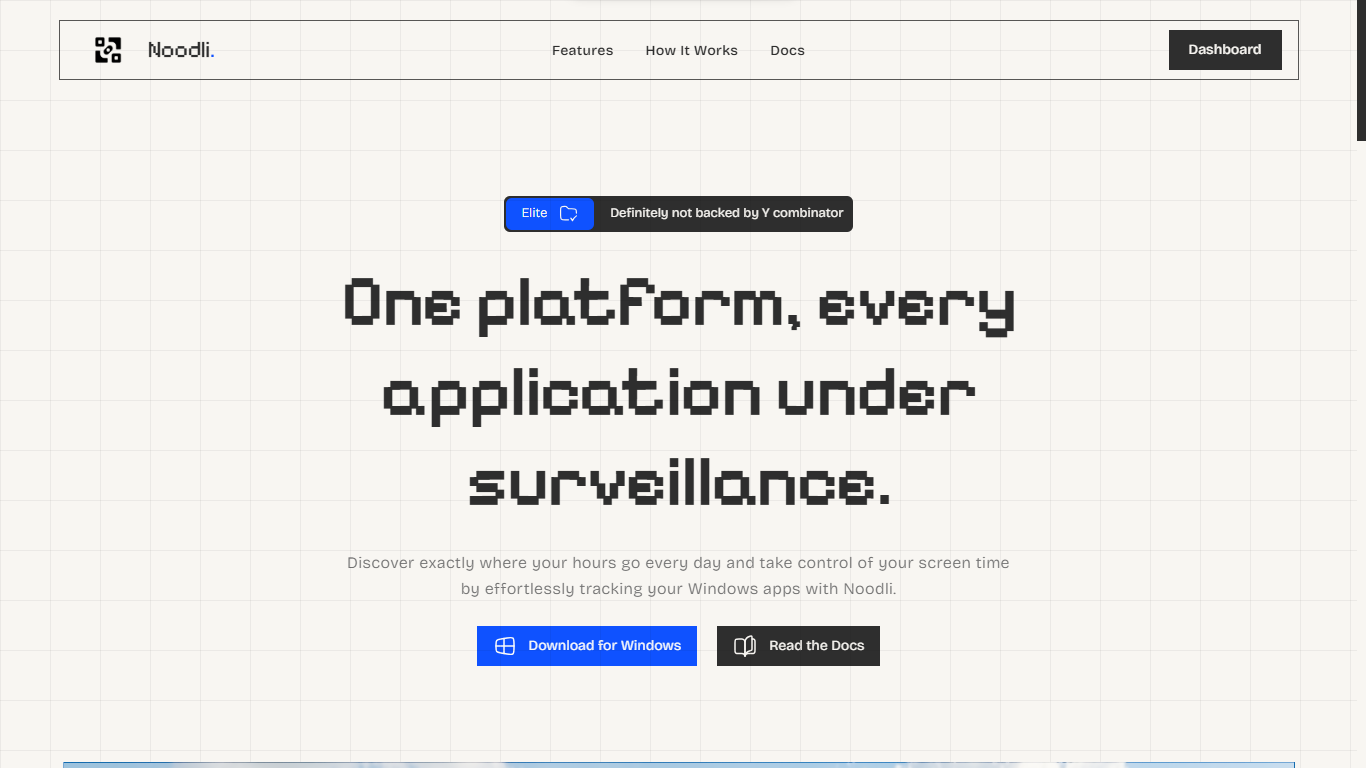 Noodli.
Features
How It Works
Docs
Dashboard
Elite
Definitely not backed by Y combinator
One platform, every
application under
surveillance.
Discover exactly where your hours go every day and take control of your screen time
by effortlessly tracking your Windows apps with Noodli.
Download for Windows
Read the Docs